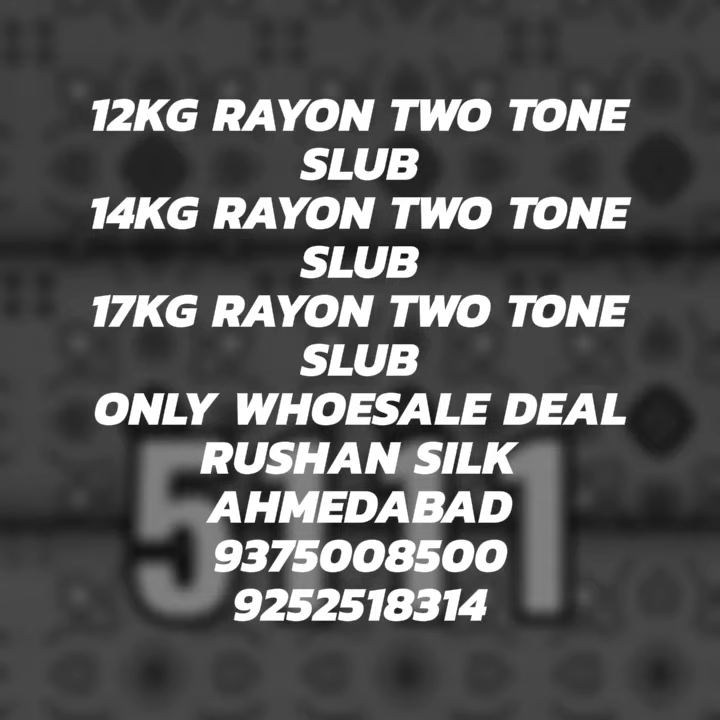 12KG RAYON TWO TONE
SLUB
14KG RAYON TWO TONE
SLUB
17KG RAYON TWO TONE
SLUB
ONLY WHOESALE DEAL
RUSHAN SILK
AHMEDABAD
9375008500
9252518314
5111